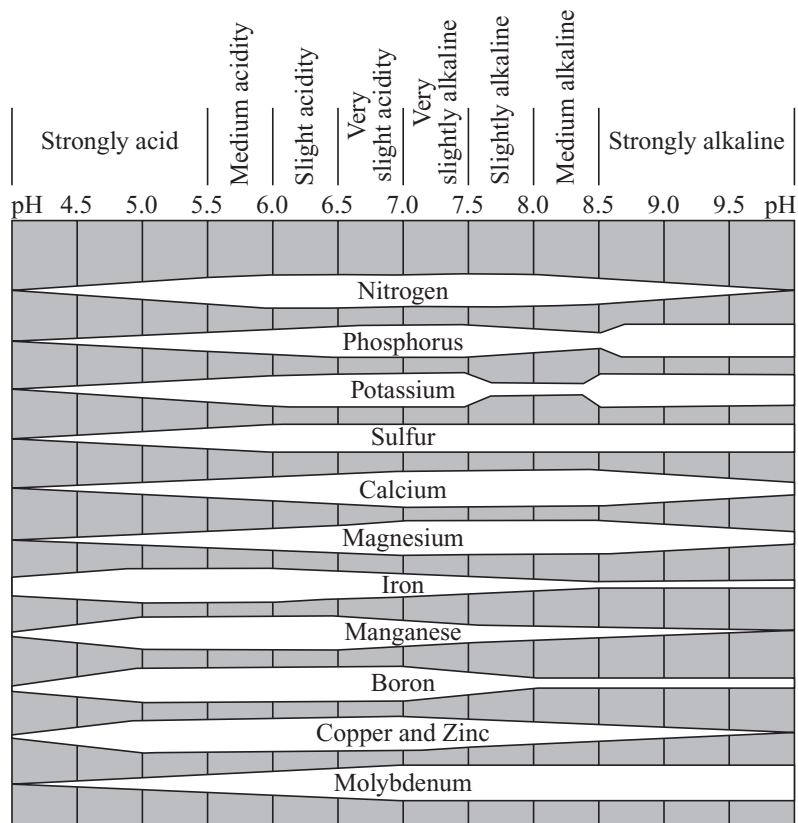 Strongly acid
Medium acidity
Slight acidity
Very
slight acidity
Very
slightly alkaline
Slightly alkaline
Medium alkaline
Strongly alkaline
pH 4.5 5.0 5.5 6.0 6.5 7.0 7.5 8.0 8.5 9.0 9.5 pH
Nitrogen
Phosphorus
Potassium
Sulfur
Calcium
Magnesium
Iron
Manganese
Boron
Copper and Zinc
Molybdenum